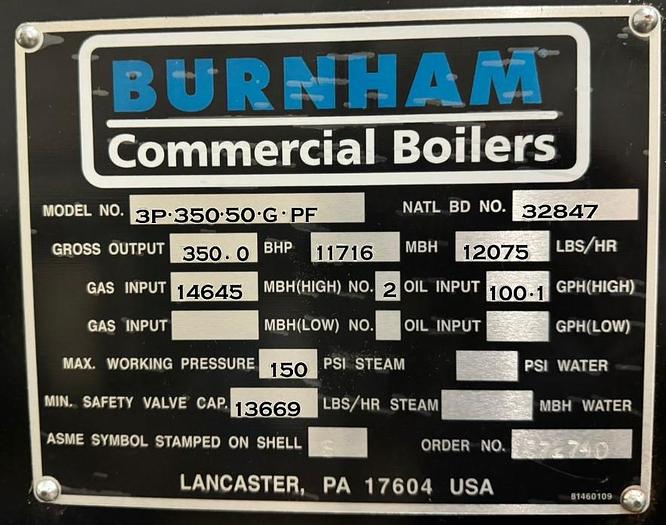 BURNHAM
Commercial Boilers
MODEL NO. 3P·350·50·G·PF NATL BD NO. 32847
GROSS OUTPUT 350.0 BHP 11716 MBH 12075 LBS/HR
GAS INPUT 14645 MBH(HIGH) NO. 2 OIL INPUT 100·1 GPH(HIGH)
GAS INPUT MBH(LOW) NO. OIL INPUT GPH(LOW)
MAX. WORKING PRESSURE 150 PSI STEAM PSI WATER
MIN. SAFETY VALVE CAP. 13669 LBS/HR STEAM MBH WATER
ASME SYMBOL STAMPED ON SHELL S ORDER NO.
LANCASTER, PA 17604 USA
81460109